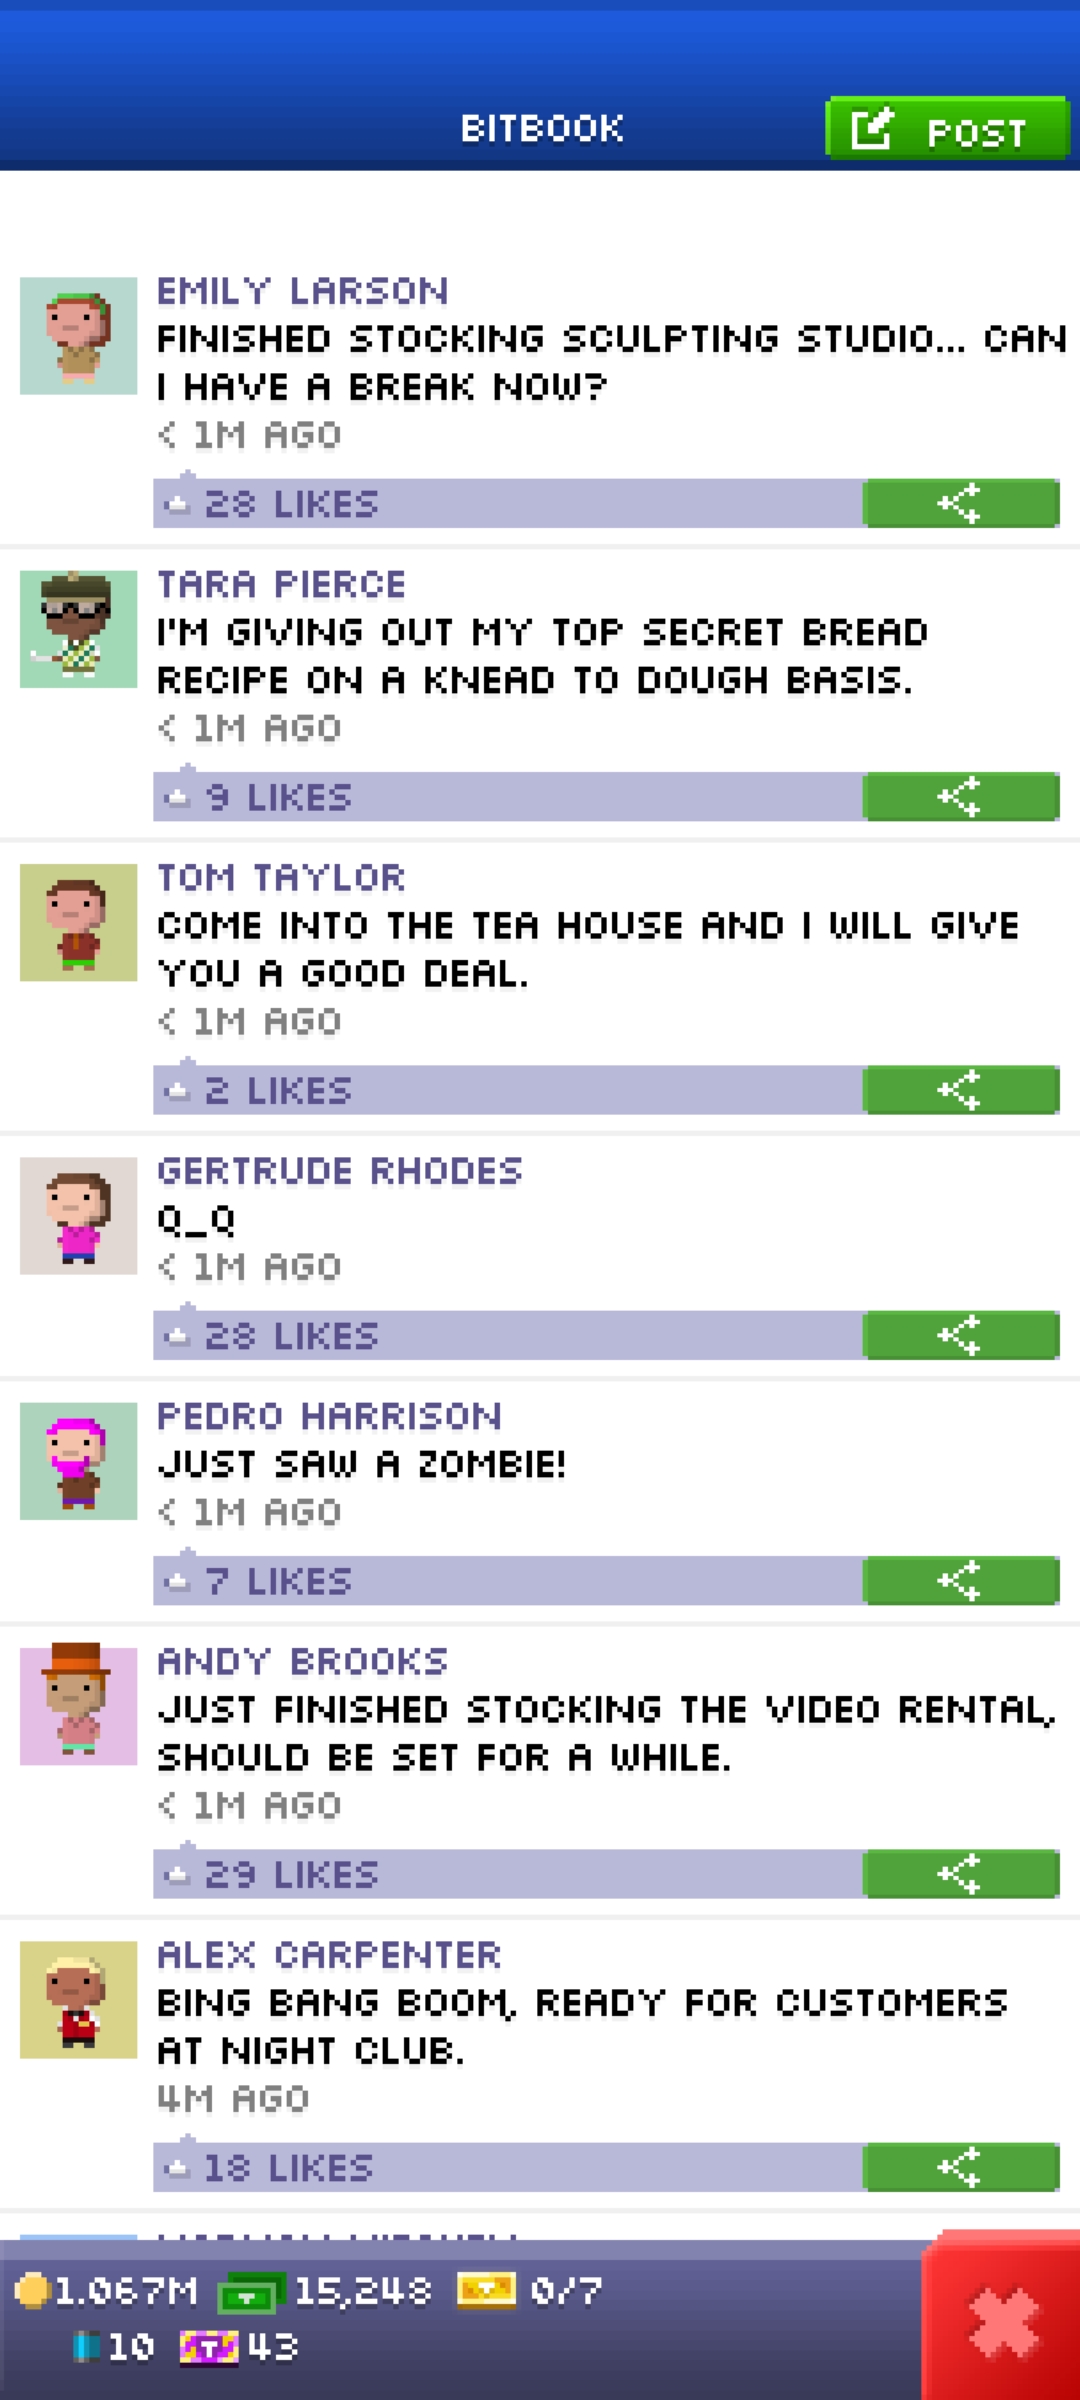 BITBOOK
POST
EMILY LARSON
FINISHED STOCKING SCULPTING STUDIO... CAN
I HAVE A BREAK NOW?
< 1M AGO
28 LIKES
TARA PIERCE
I'M GIVING OUT MY TOP SECRET BREAD
RECIPE ON A KNEAD TO DOUGH BASIS.
< 1M AGO
9 LIKES
TOM TAYLOR
COME INTO THE TEA HOUSE AND I WILL GIVE
YOU A GOOD DEAL.
< 1M AGO
2 LIKES
GERTRUDE RHODES
Q_Q
< 1M AGO
28 LIKES
PEDRO HARRISON
JUST SAW A ZOMBIE!
< 1M AGO
7 LIKES
ANDY BROOKS
JUST FINISHED STOCKING THE VIDEO RENTAL,
SHOULD BE SET FOR A WHILE.
< 1M AGO
29 LIKES
ALEX CARPENTER
BING BANG BOOM, READY FOR CUSTOMERS
AT NIGHT CLUB.
4M AGO
18 LIKES
1.067M 15,248 0/7
10 43